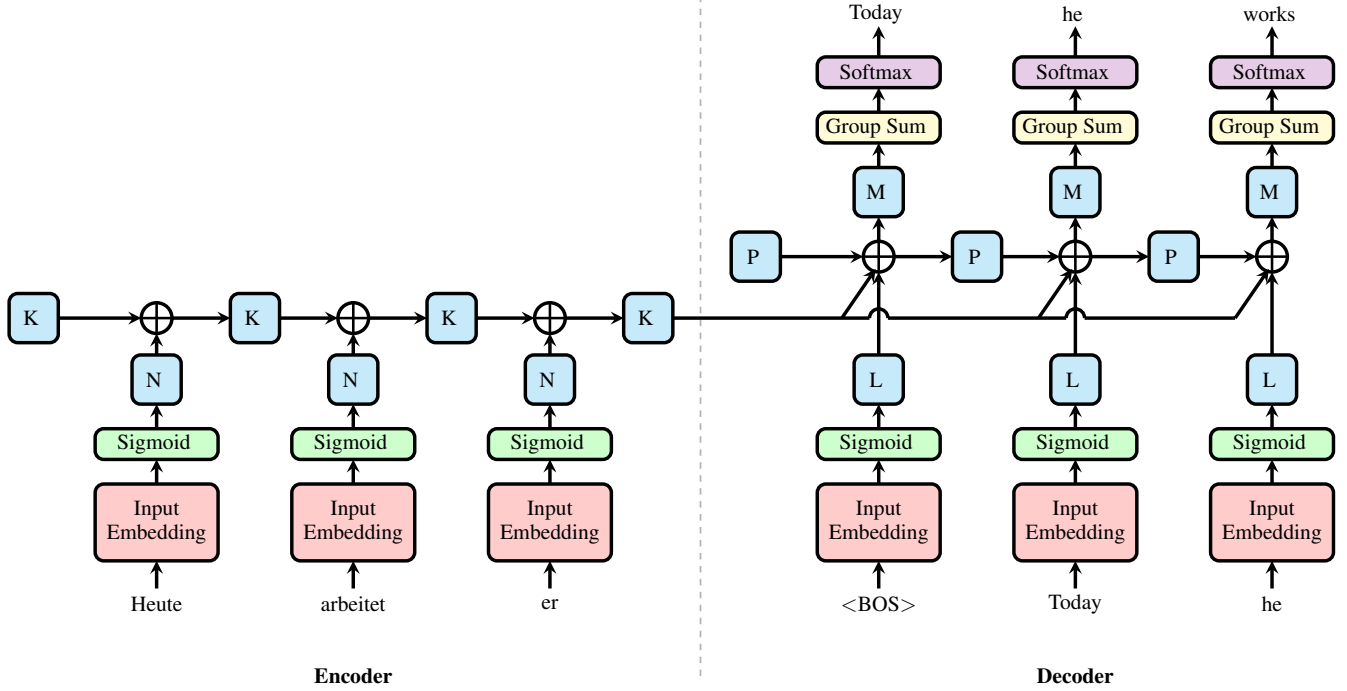 Today he works
Softmax Softmax Softmax
Group Sum Group Sum Group Sum
M M M
P P P
K K K K
N N N L L L
Sigmoid Sigmoid Sigmoid Sigmoid Sigmoid Sigmoid
Input Input Input Input Input Input
Embedding Embedding Embedding Embedding Embedding Embedding
Heute arbeitet er <BOS> Today he
Encoder Decoder